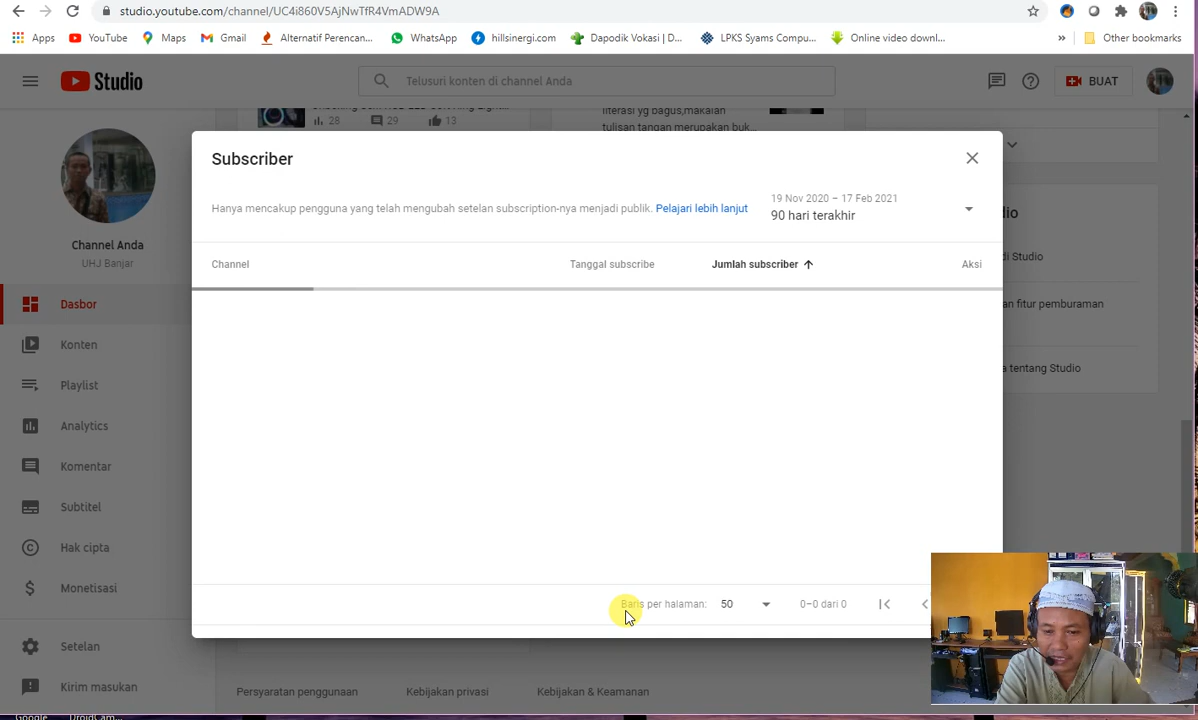 studio.youtube.com/channel/UC4i860V5AjNwTfR4VmADW9A
Apps YouTube Maps Gmail Alternatif Perencan... WhatsApp hillsinergi.com Dapodik Vokasi | D... LPKS Syams Compu... Online video downl... » Other bookmarks
Studio
Telusuri konten di channel Anda
BUAT
28 29 13
literasi yg bagus,makaian
tulisan tangan merupakan buk...
Subscriber
Hanya mencakup pengguna yang telah mengubah setelan subscription-nya menjadi publik. Pelajari lebih lanjut
19 Nov 2020 – 17 Feb 2021
90 hari terakhir
Channel Tanggal subscribe Jumlah subscriber Aksi
Baris per halaman: 50 0–0 dari 0
Channel Anda
UHJ Banjar
Dasbor
Konten
Playlist
Analytics
Komentar
Subtitel
Hak cipta
Monetisasi
Setelan
Kirim masukan
dio
di Studio
an fitur pemburaman
a tentang Studio
Persyaratan penggunaan Kebijakan privasi Kebijakan & Keamanan
Google DroidCam...